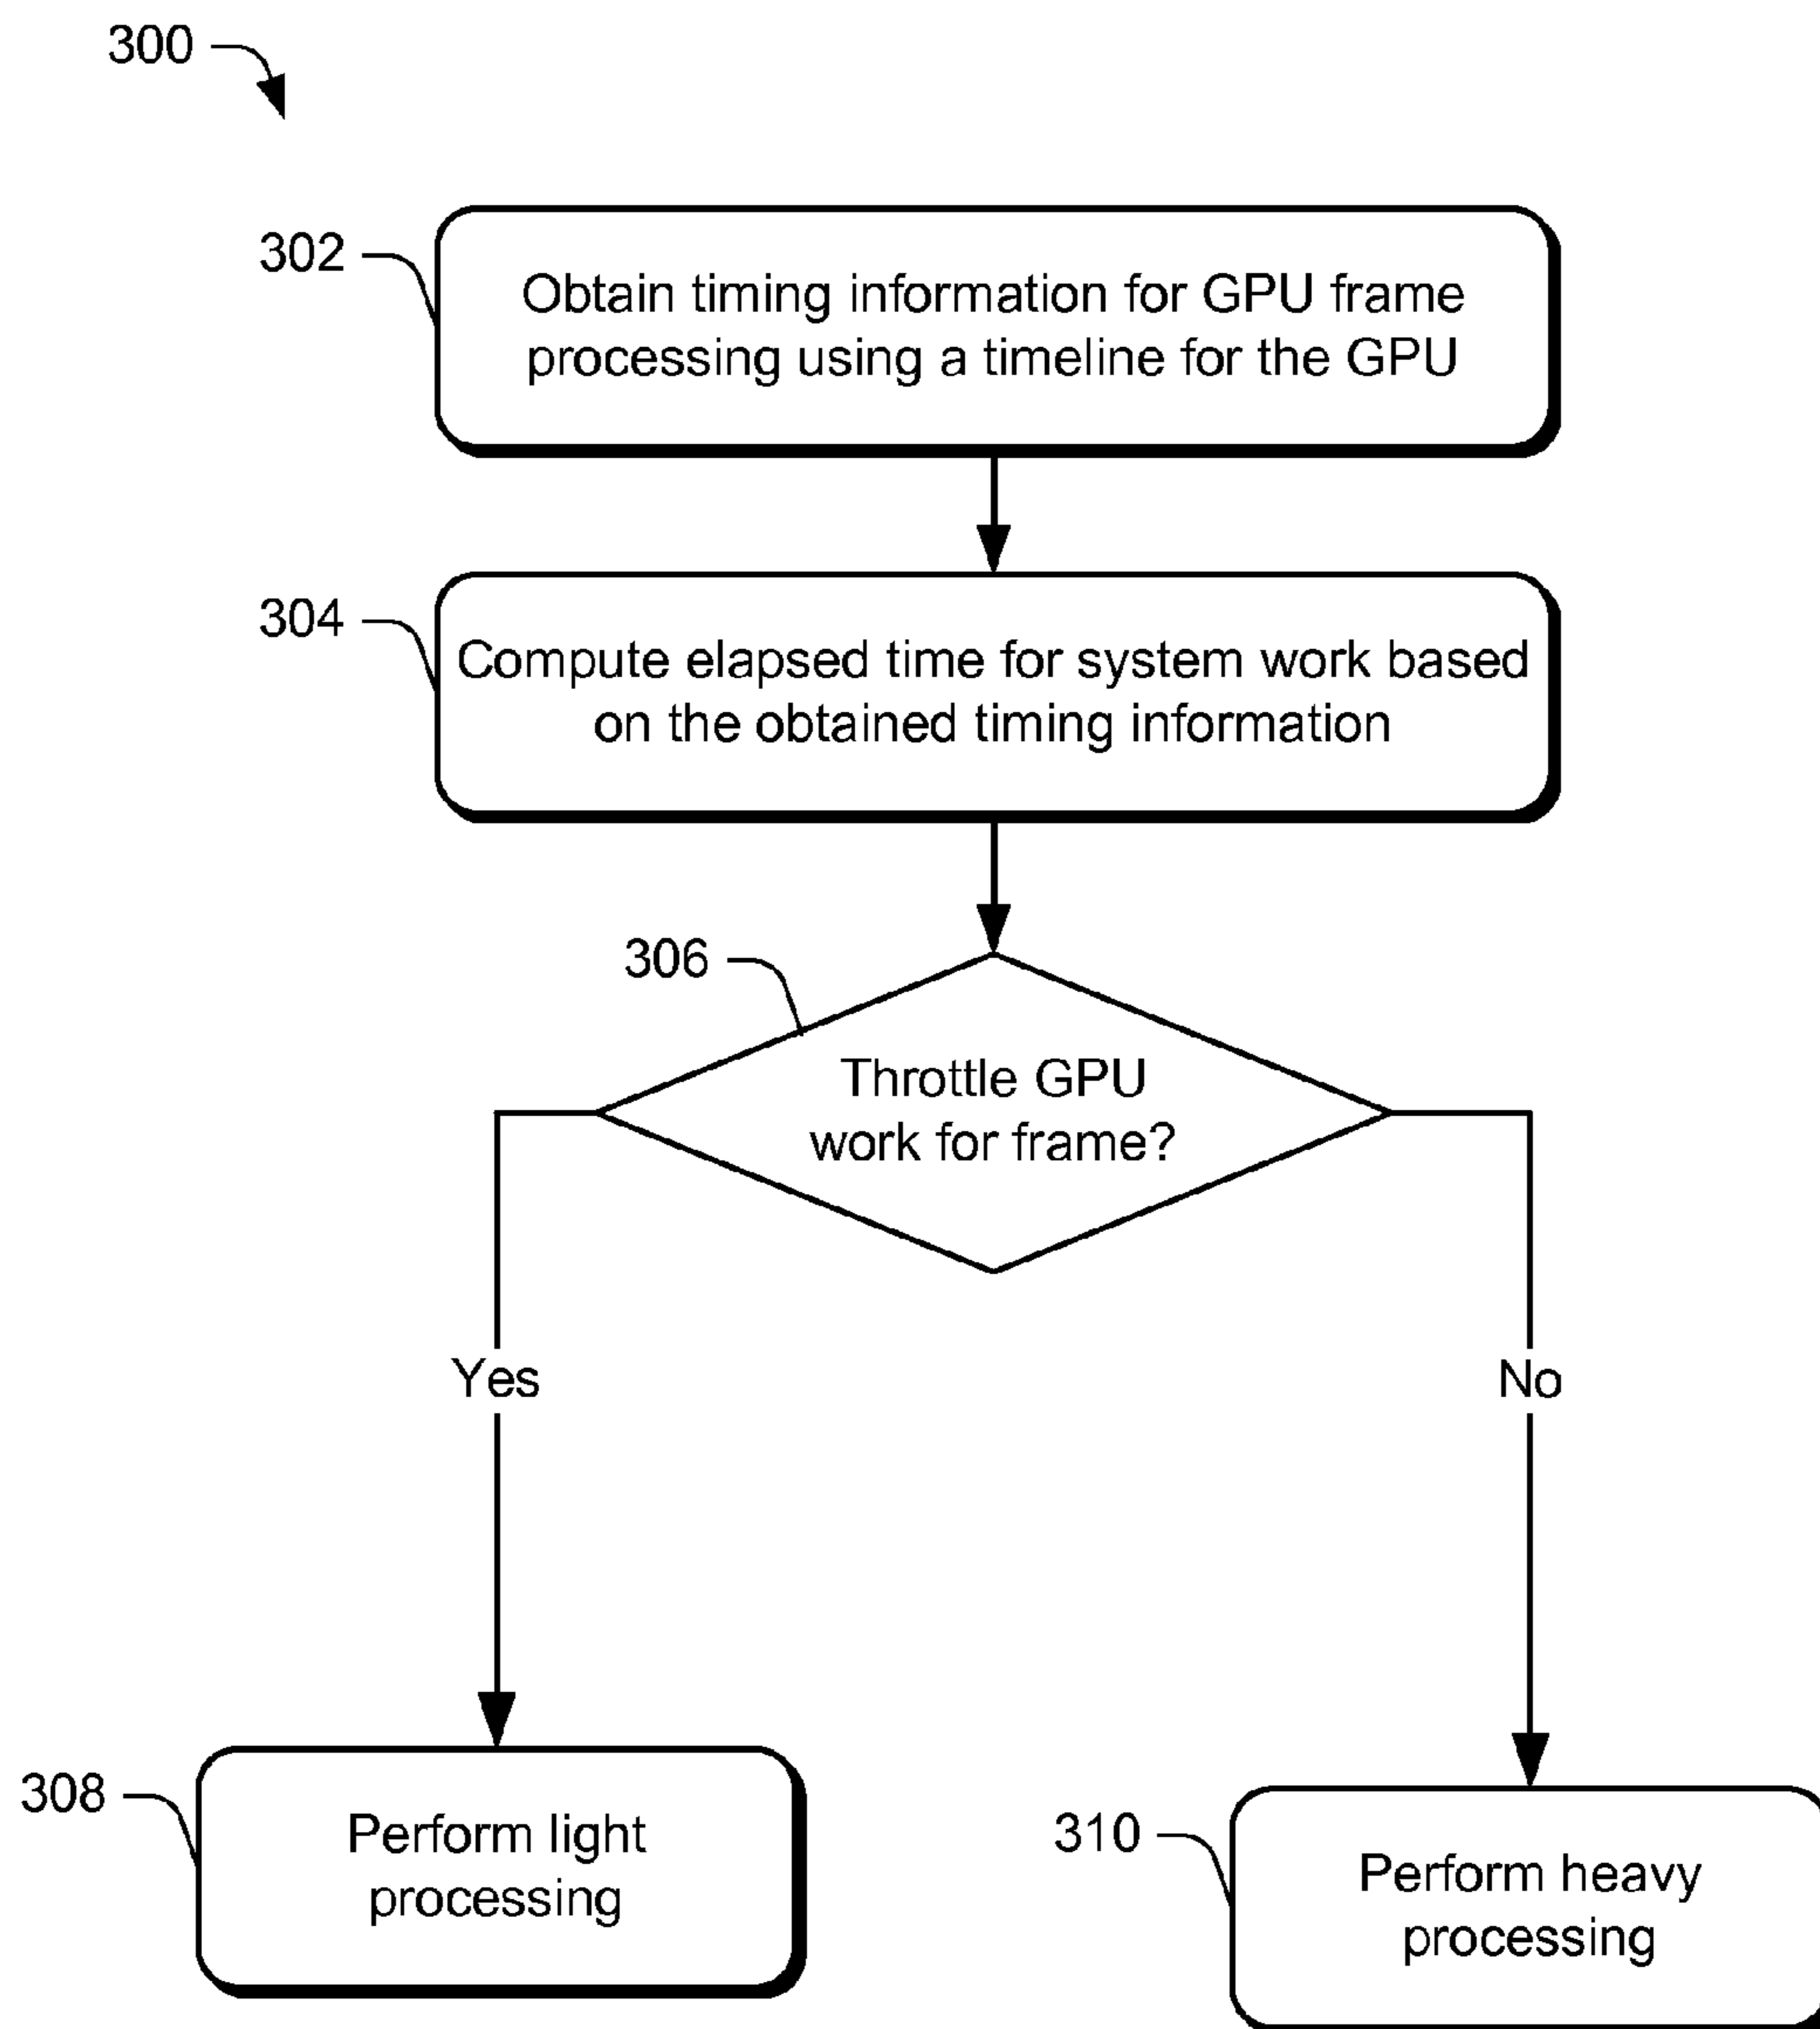 300
302
Obtain timing information for GPU frame
processing using a timeline for the GPU
304
Compute elapsed time for system work based
on the obtained timing information
306
Throttle GPU
work for frame?
Yes
No
308
Perform light
processing
310
Perform heavy
processing